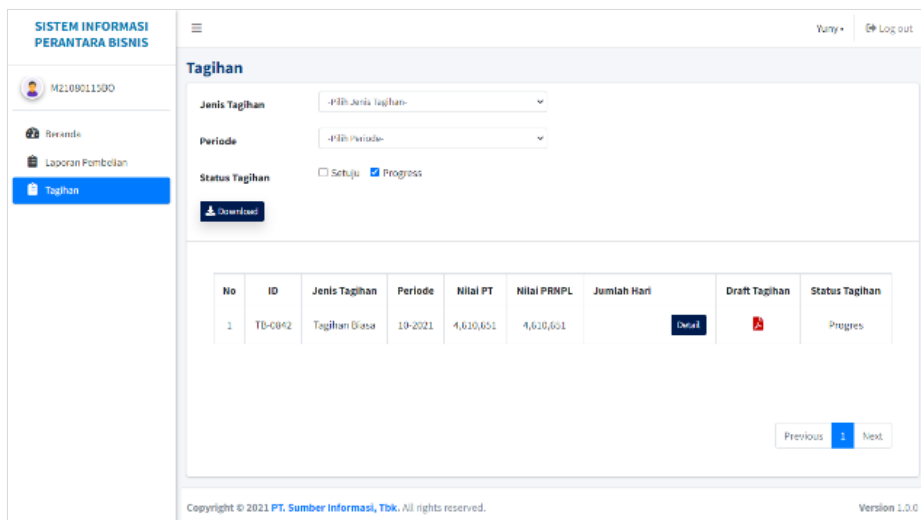 SISTEM INFORMASI
PERANTARA BISNIS
Yuny
Log out
Tagihan
Jenis Tagihan
-Pilih Jenis Tagihan-
Beranda
Periode
-Pilih Periode-
Laporan Pembelian
Status Tagihan
Setuju
Progress
Tagihan
Download
No ID Jenis Tagihan Periode Nilai PT Nilai PRNPL Jumlah Hari Draft Tagihan Status Tagihan
1 TB-0842 Tagihan Biasa 10-2021 4,610,651 4,610,651 Detail Progres
Previous 1 Next
Copyright © 2021 PT. Sumber Informasi, Tbk. All rights reserved.
Version 1.0.0